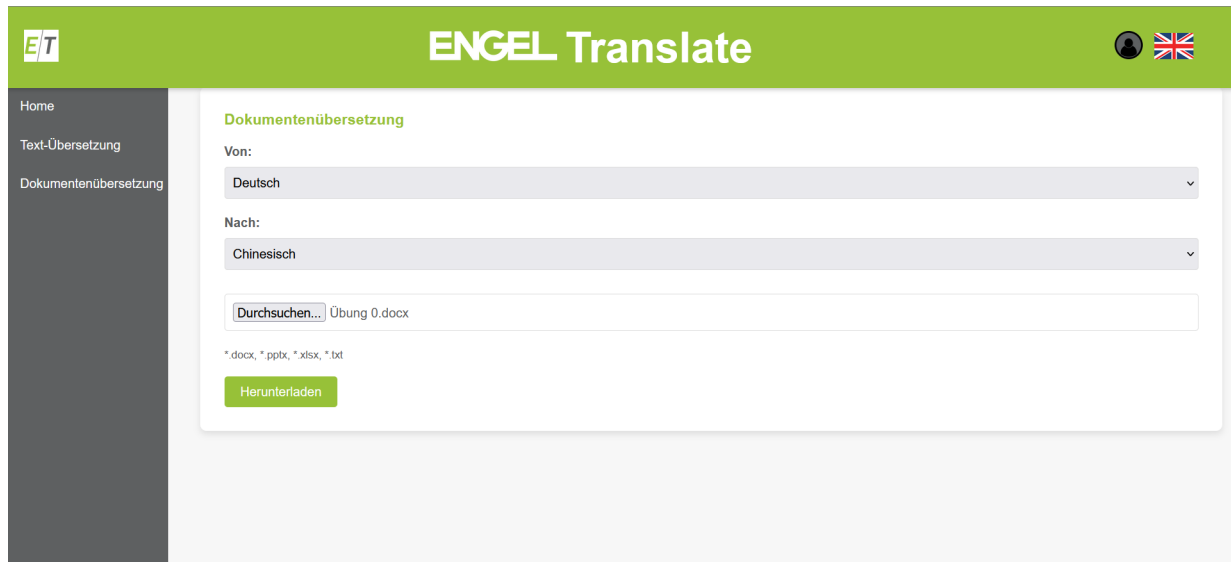 E/T
ENGEL Translate
Home
Text-Übersetzung
Dokumentenübersetzung
Dokumentenübersetzung
Von:
Deutsch
Nach:
Chinesisch
Durchsuchen... Übung 0.docx
*.docx, *.pptx, *.xlsx, *.txt
Herunterladen